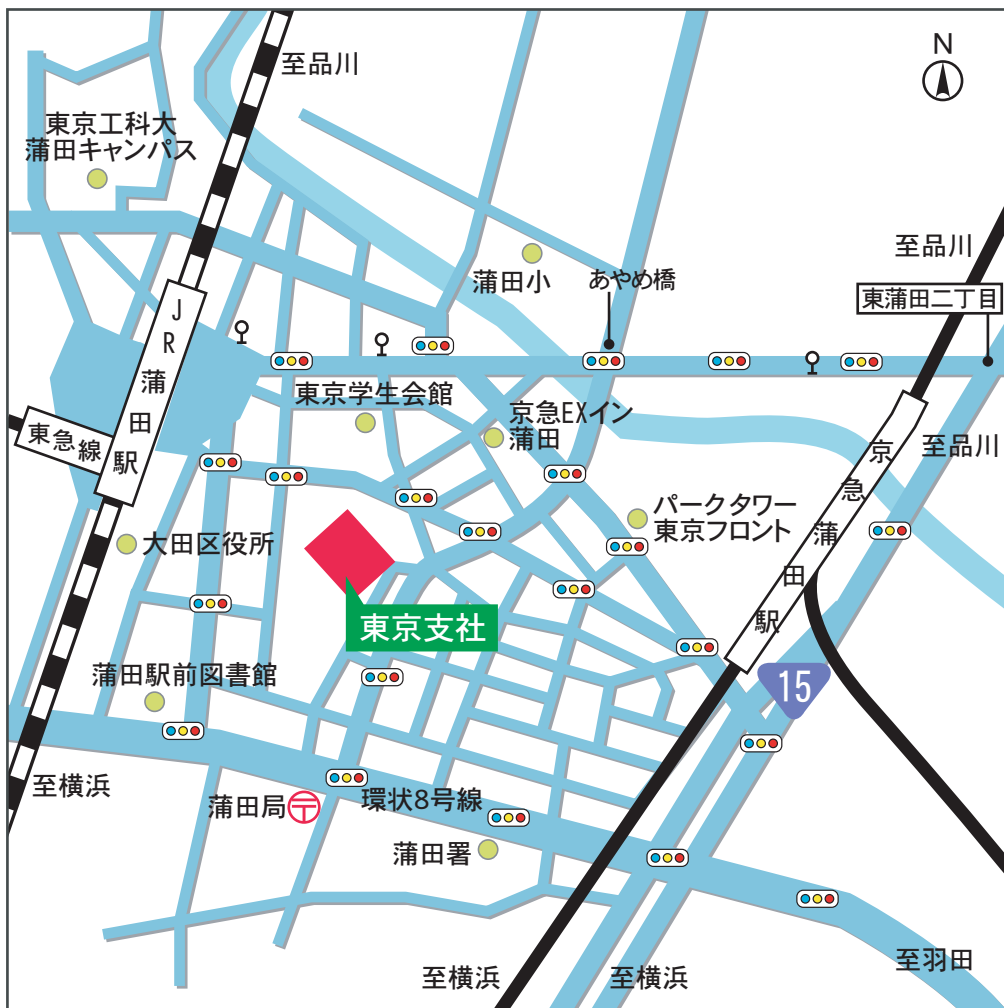 N
至品川
東京工科大
蒲田キャンパス
至品川
蒲田小
あやめ橋
東蒲田二丁目
JR蒲田駅
東京学生会館
京急EXイン
蒲田
東急線
京急蒲田駅
至品川
パークタワー
東京フロント
大田区役所
東京支社
蒲田駅前図書館
15
至横浜
蒲田局
環状8号線
蒲田署
至羽田
至横浜
至横浜